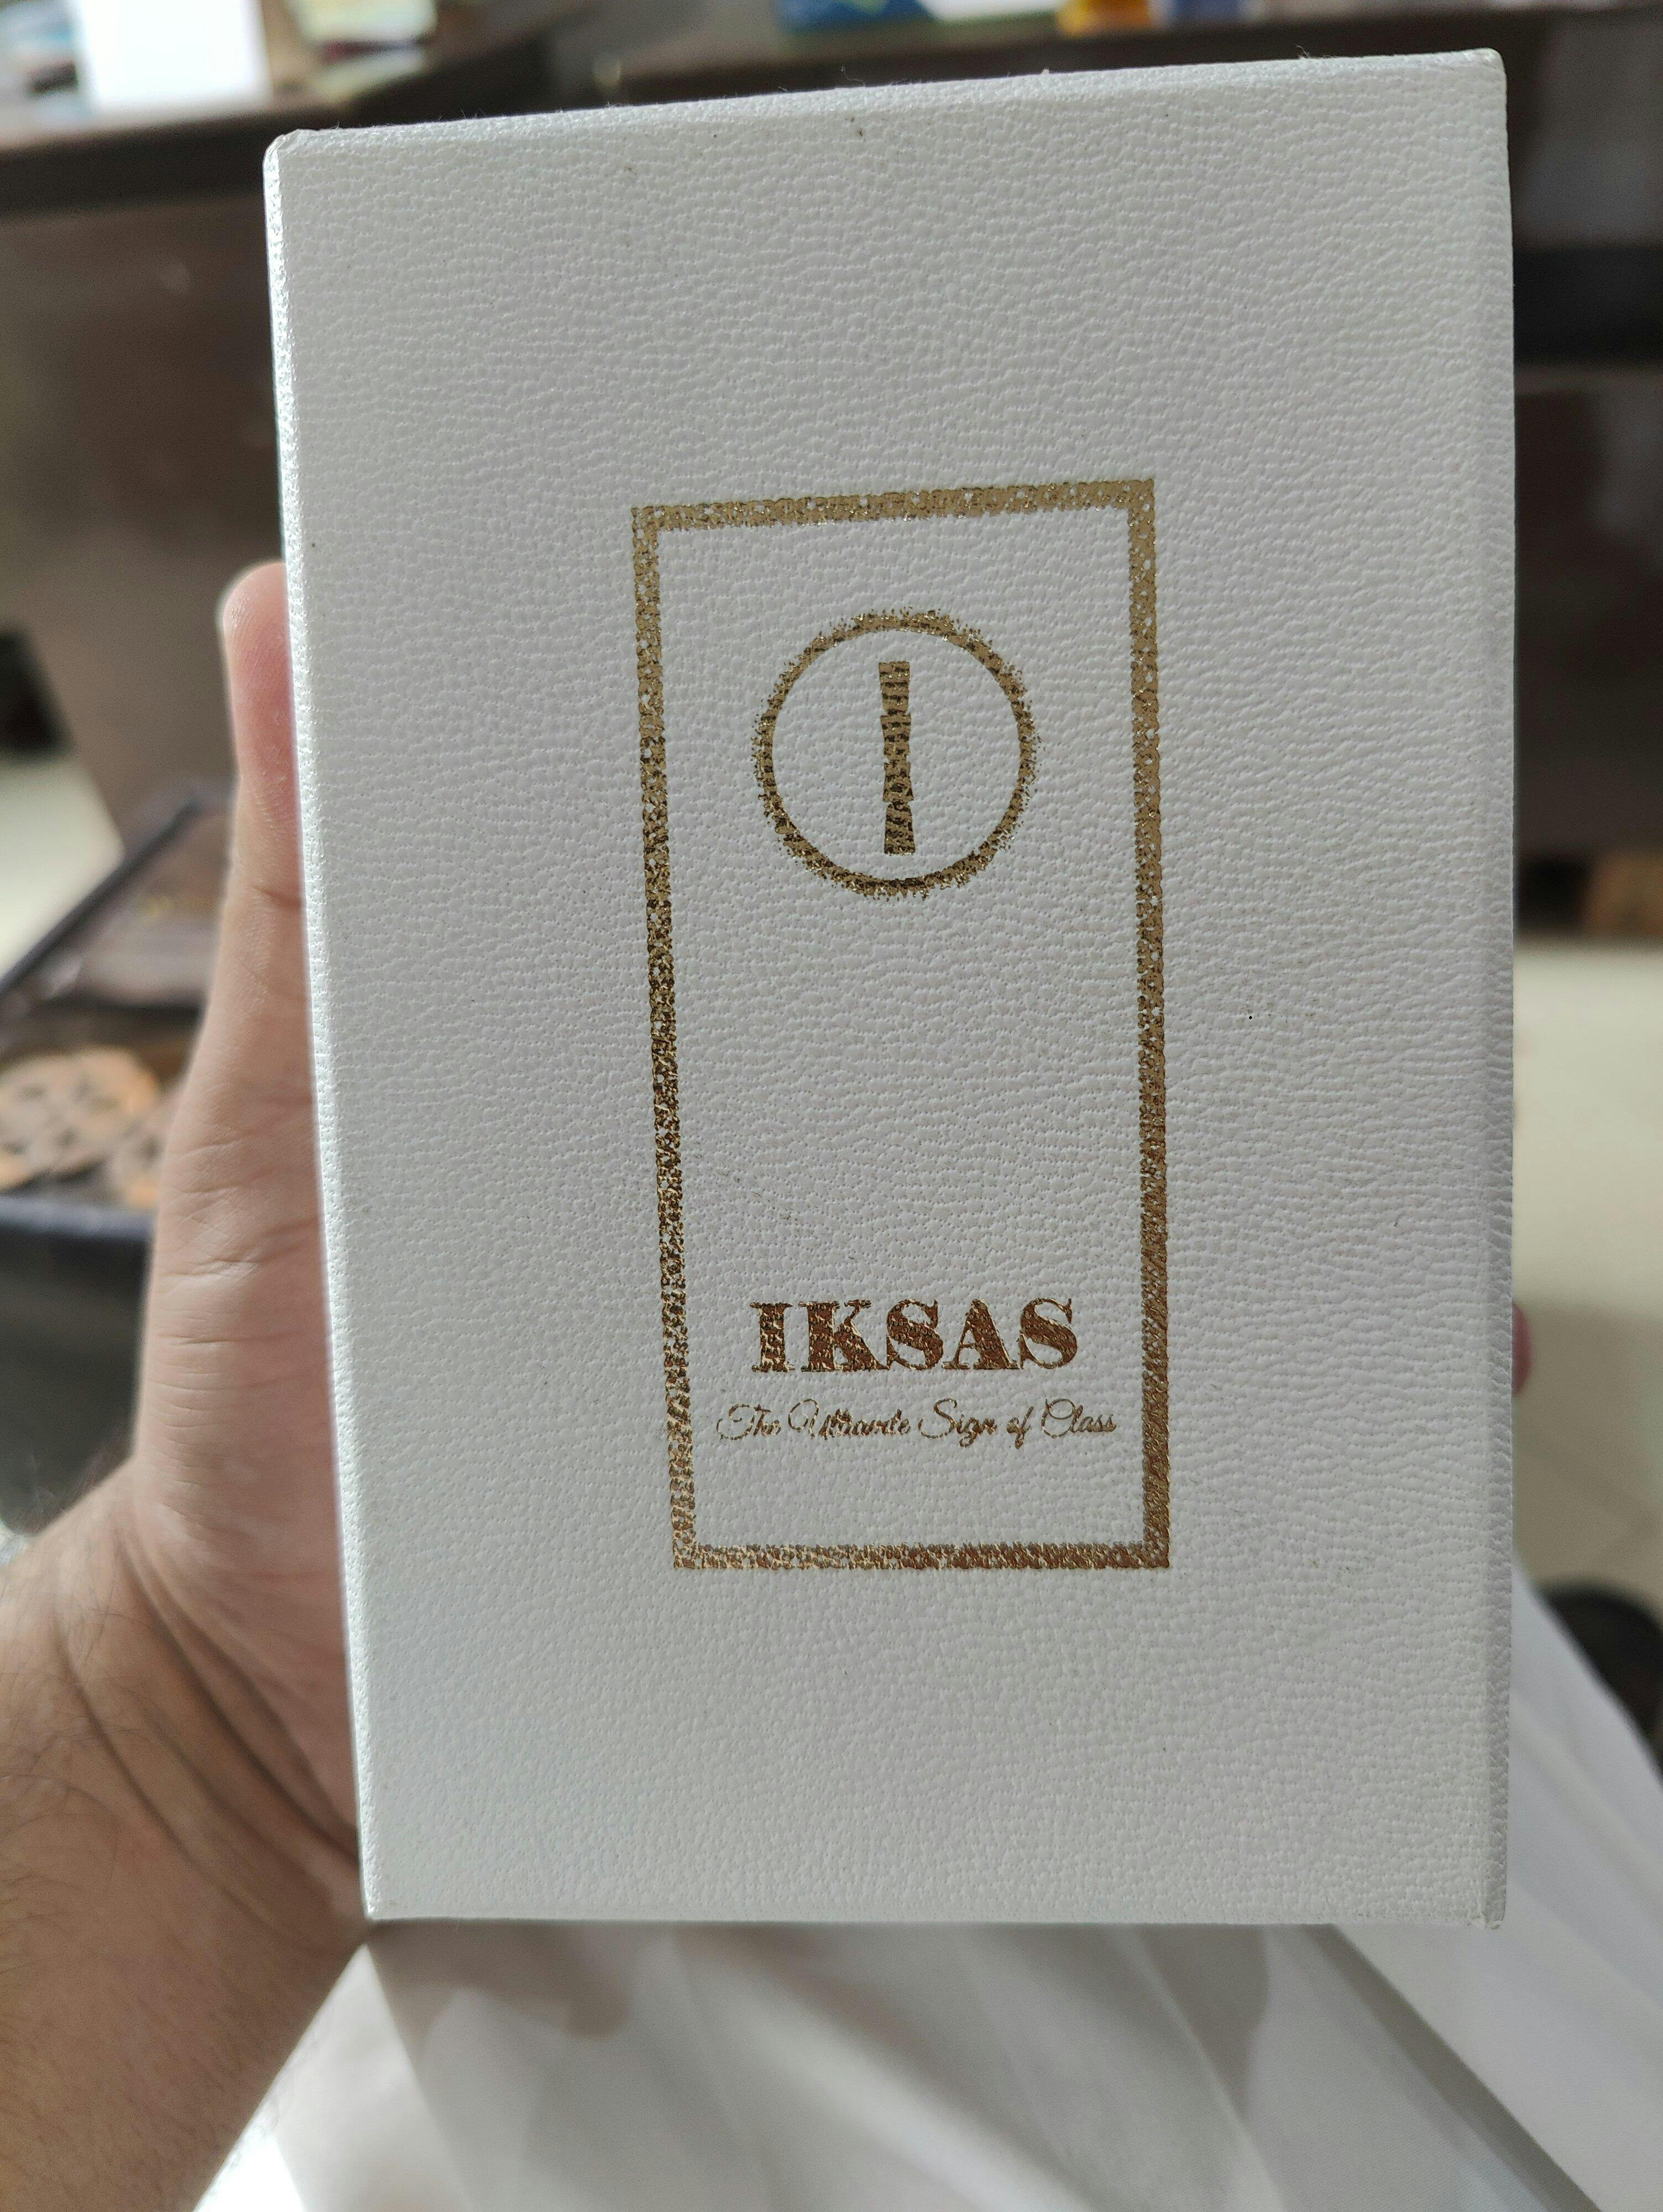 I
IKSAS
The Ultimate Sign of Class